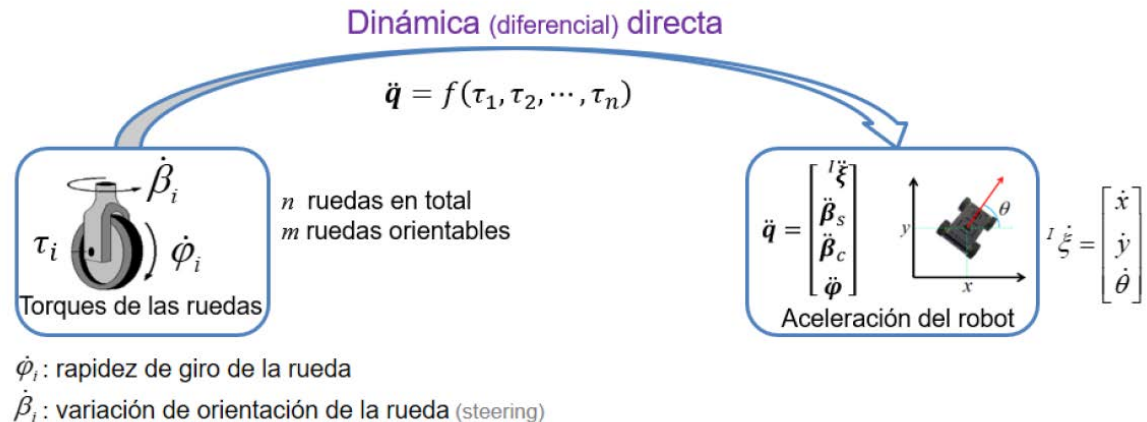 Dinámica (diferencial) directa
q̈ = f(τ₁, τ₂, ⋯, τₙ)
β̇ᵢ
τᵢ
φ̇ᵢ
Torques de las ruedas
n ruedas en total
m ruedas orientables
q̈ = [ ᴵξ̈ β̈ₛ β̈꜀ φ̈ ]
y
θ
x
Aceleración del robot
ᴵξ̇ = [ ẋ ẏ θ̇ ]
φ̇ᵢ : rapidez de giro de la rueda
β̇ᵢ : variación de orientación de la rueda (steering)